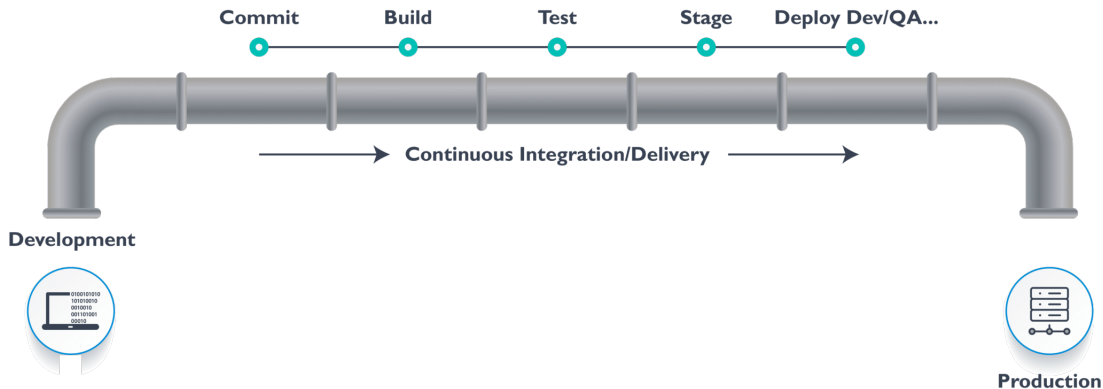 Commit
Build
Test
Stage
Deploy Dev/QA...
Continuous Integration/Delivery
Development
0100101010
101010010
0010010
001101001
00010
Production